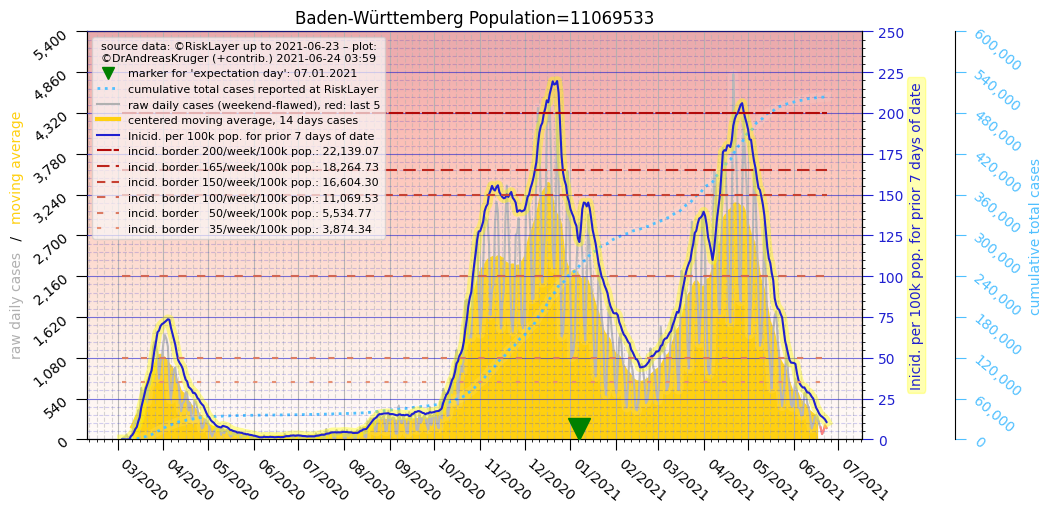 Baden-Württemberg Population=11069533
source data: ©RiskLayer up to 2021-06-23 – plot:
©DrAndreasKruger (+contrib.) 2021-06-24 03:59
marker for 'expectation day': 07.01.2021
cumulative total cases reported at RiskLayer
raw daily cases (weekend-flawed), red: last 5
centered moving average, 14 days cases
Inicid. per 100k pop. for prior 7 days of date
incid. border 200/week/100k pop.: 22,139.07
incid. border 165/week/100k pop.: 18,264.73
incid. border 150/week/100k pop.: 16,604.30
incid. border 100/week/100k pop.: 11,069.53
incid. border   50/week/100k pop.: 5,534.77
incid. border   35/week/100k pop.: 3,874.34
raw daily cases  /  moving average
5,400
4,860
4,320
3,780
3,240
2,700
2,160
1,620
1,080
540
0
03/2020
04/2020
05/2020
06/2020
07/2020
08/2020
09/2020
10/2020
11/2020
12/2020
01/2021
02/2021
03/2021
04/2021
05/2021
06/2021
07/2021
250
225
200
175
150
125
100
75
50
25
0
Inicid. per 100k pop. for prior 7 days of date
600,000
540,000
480,000
420,000
360,000
300,000
240,000
180,000
120,000
60,000
0
cumulative total cases